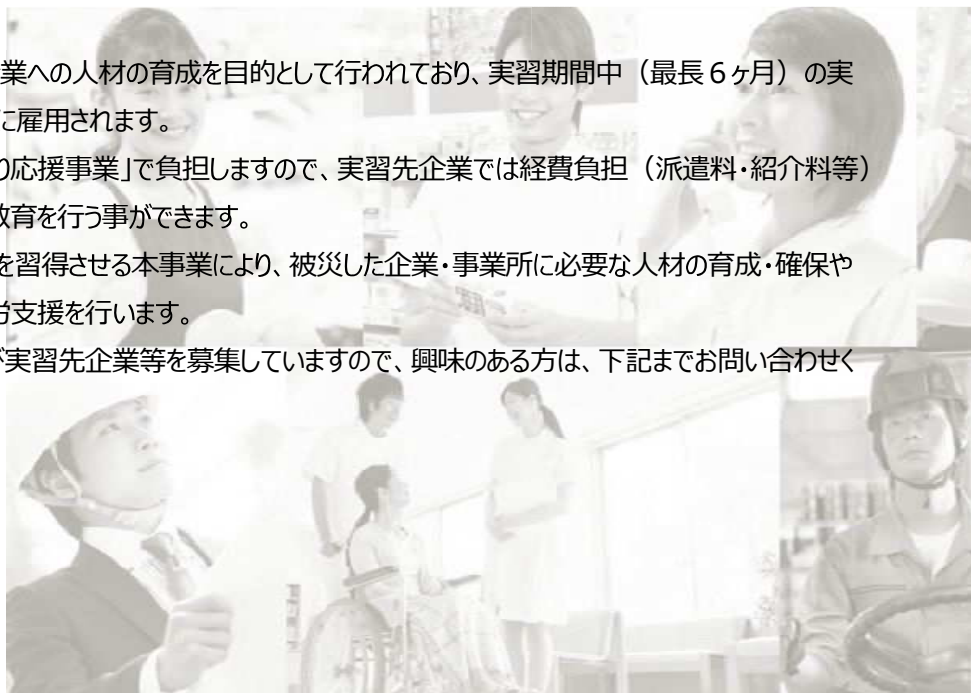 業への人材の育成を目的として行われており、実習期間中（最長６ヶ月）の実
に雇用されます。
り応援事業」で負担しますので、実習先企業では経費負担（派遣料・紹介料等）
教育を行う事ができます。
を習得させる本事業により、被災した企業・事業所に必要な人材の育成・確保や
労支援を行います。
が実習先企業等を募集していますので、興味のある方は、下記までお問い合わせく